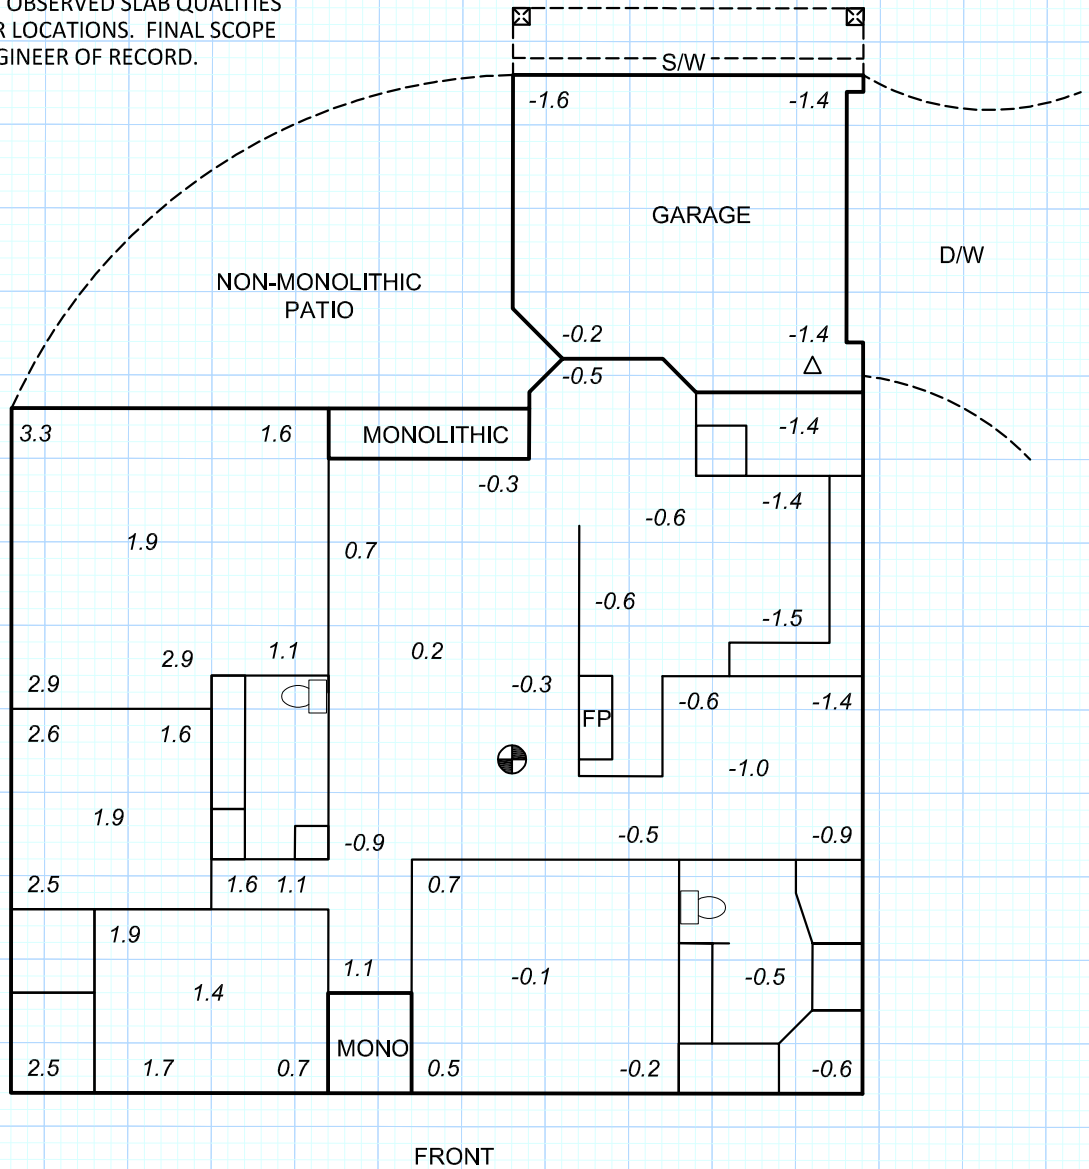 OBSERVED SLAB QUALITIES
R LOCATIONS. FINAL SCOPE
GINEER OF RECORD.
S/W
-1.6 -1.4
GARAGE
D/W
NON-MONOLITHIC
PATIO
-0.2 -1.4
-0.5
3.3 1.6 MONOLITHIC -1.4
-0.3 -1.4
-0.6
1.9 0.7
-0.6 -1.5
2.9 1.1 0.2
2.9 -0.3 -0.6 -1.4
FP
2.6 1.6
-1.0
1.9 -0.9 -0.5 -0.9
2.5 1.6 1.1 0.7
1.9
1.1 -0.1 -0.5
1.4
MONO
2.5 1.7 0.7 0.5 -0.2 -0.6
FRONT